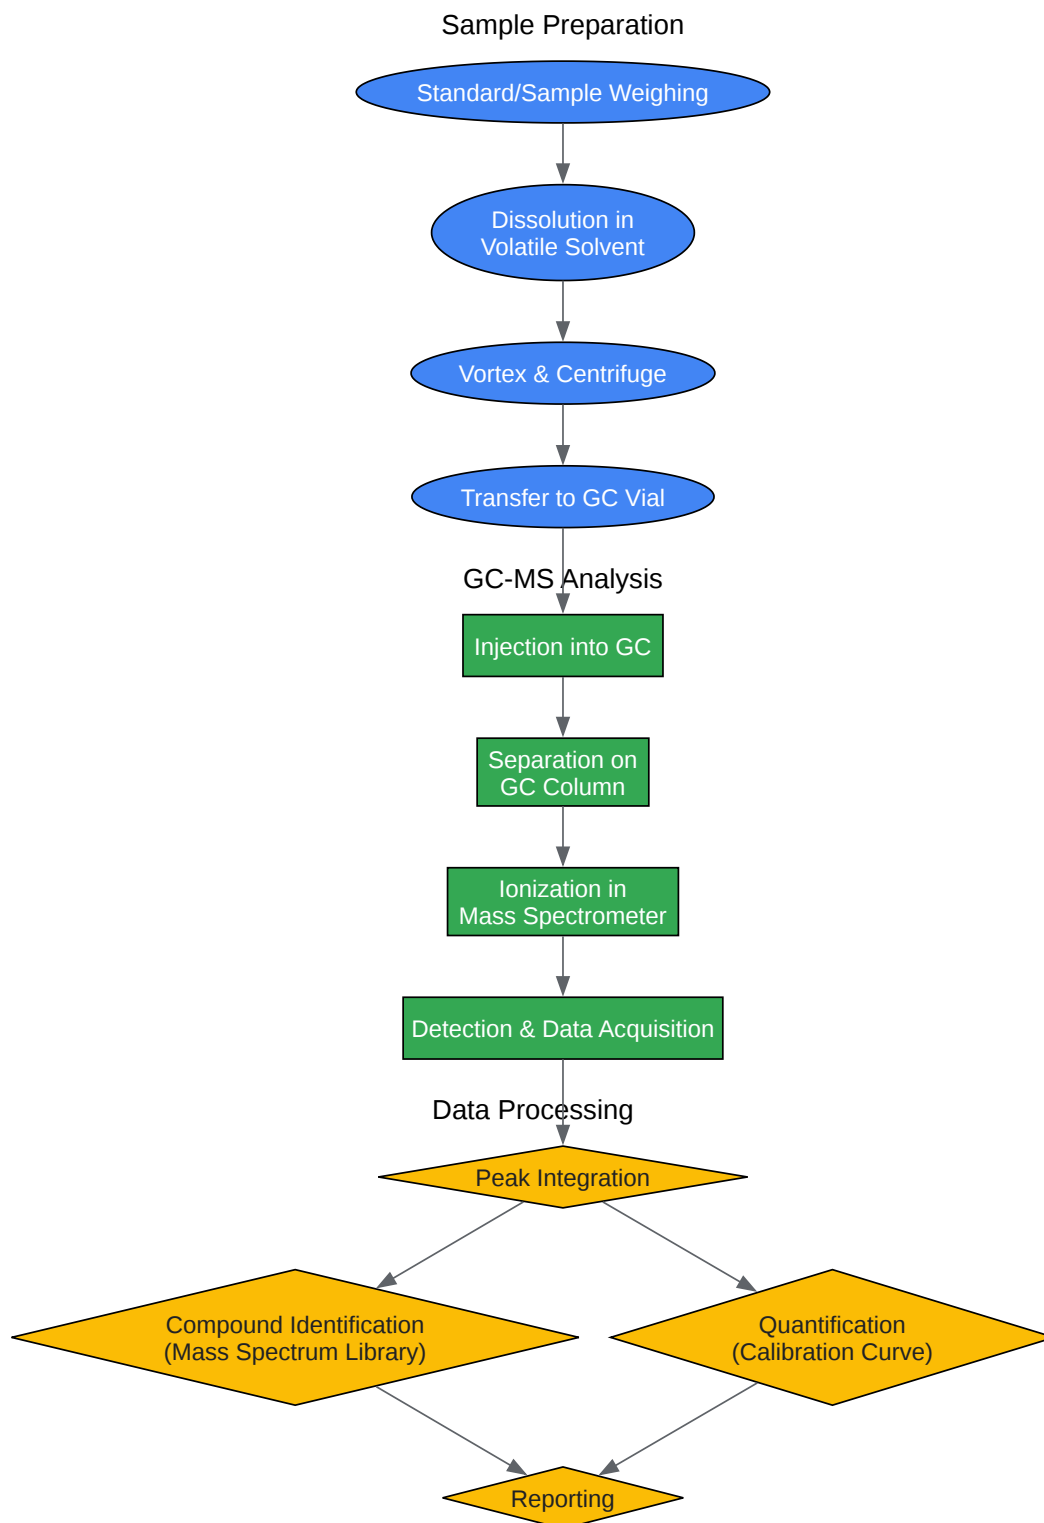 Sample Preparation
Standard/Sample Weighing
Dissolution in
Volatile Solvent
Vortex & Centrifuge
Transfer to GC Vial
GC-MS Analysis
Injection into GC
Separation on
GC Column
Ionization in
Mass Spectrometer
Detection & Data Acquisition
Data Processing
Peak Integration
Compound Identification
(Mass Spectrum Library)
Quantification
(Calibration Curve)
Reporting